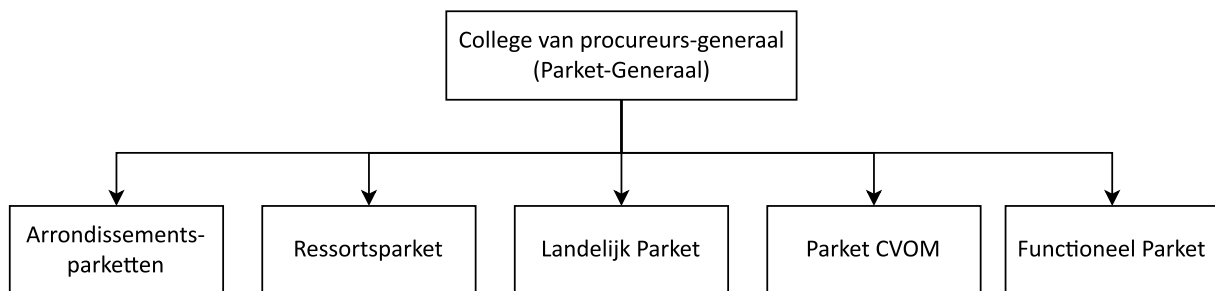 College van procureurs-generaal
(Parket-Generaal)
Arrondissements-
parketten
Ressortsparket
Landelijk Parket
Parket CVOM
Functioneel Parket